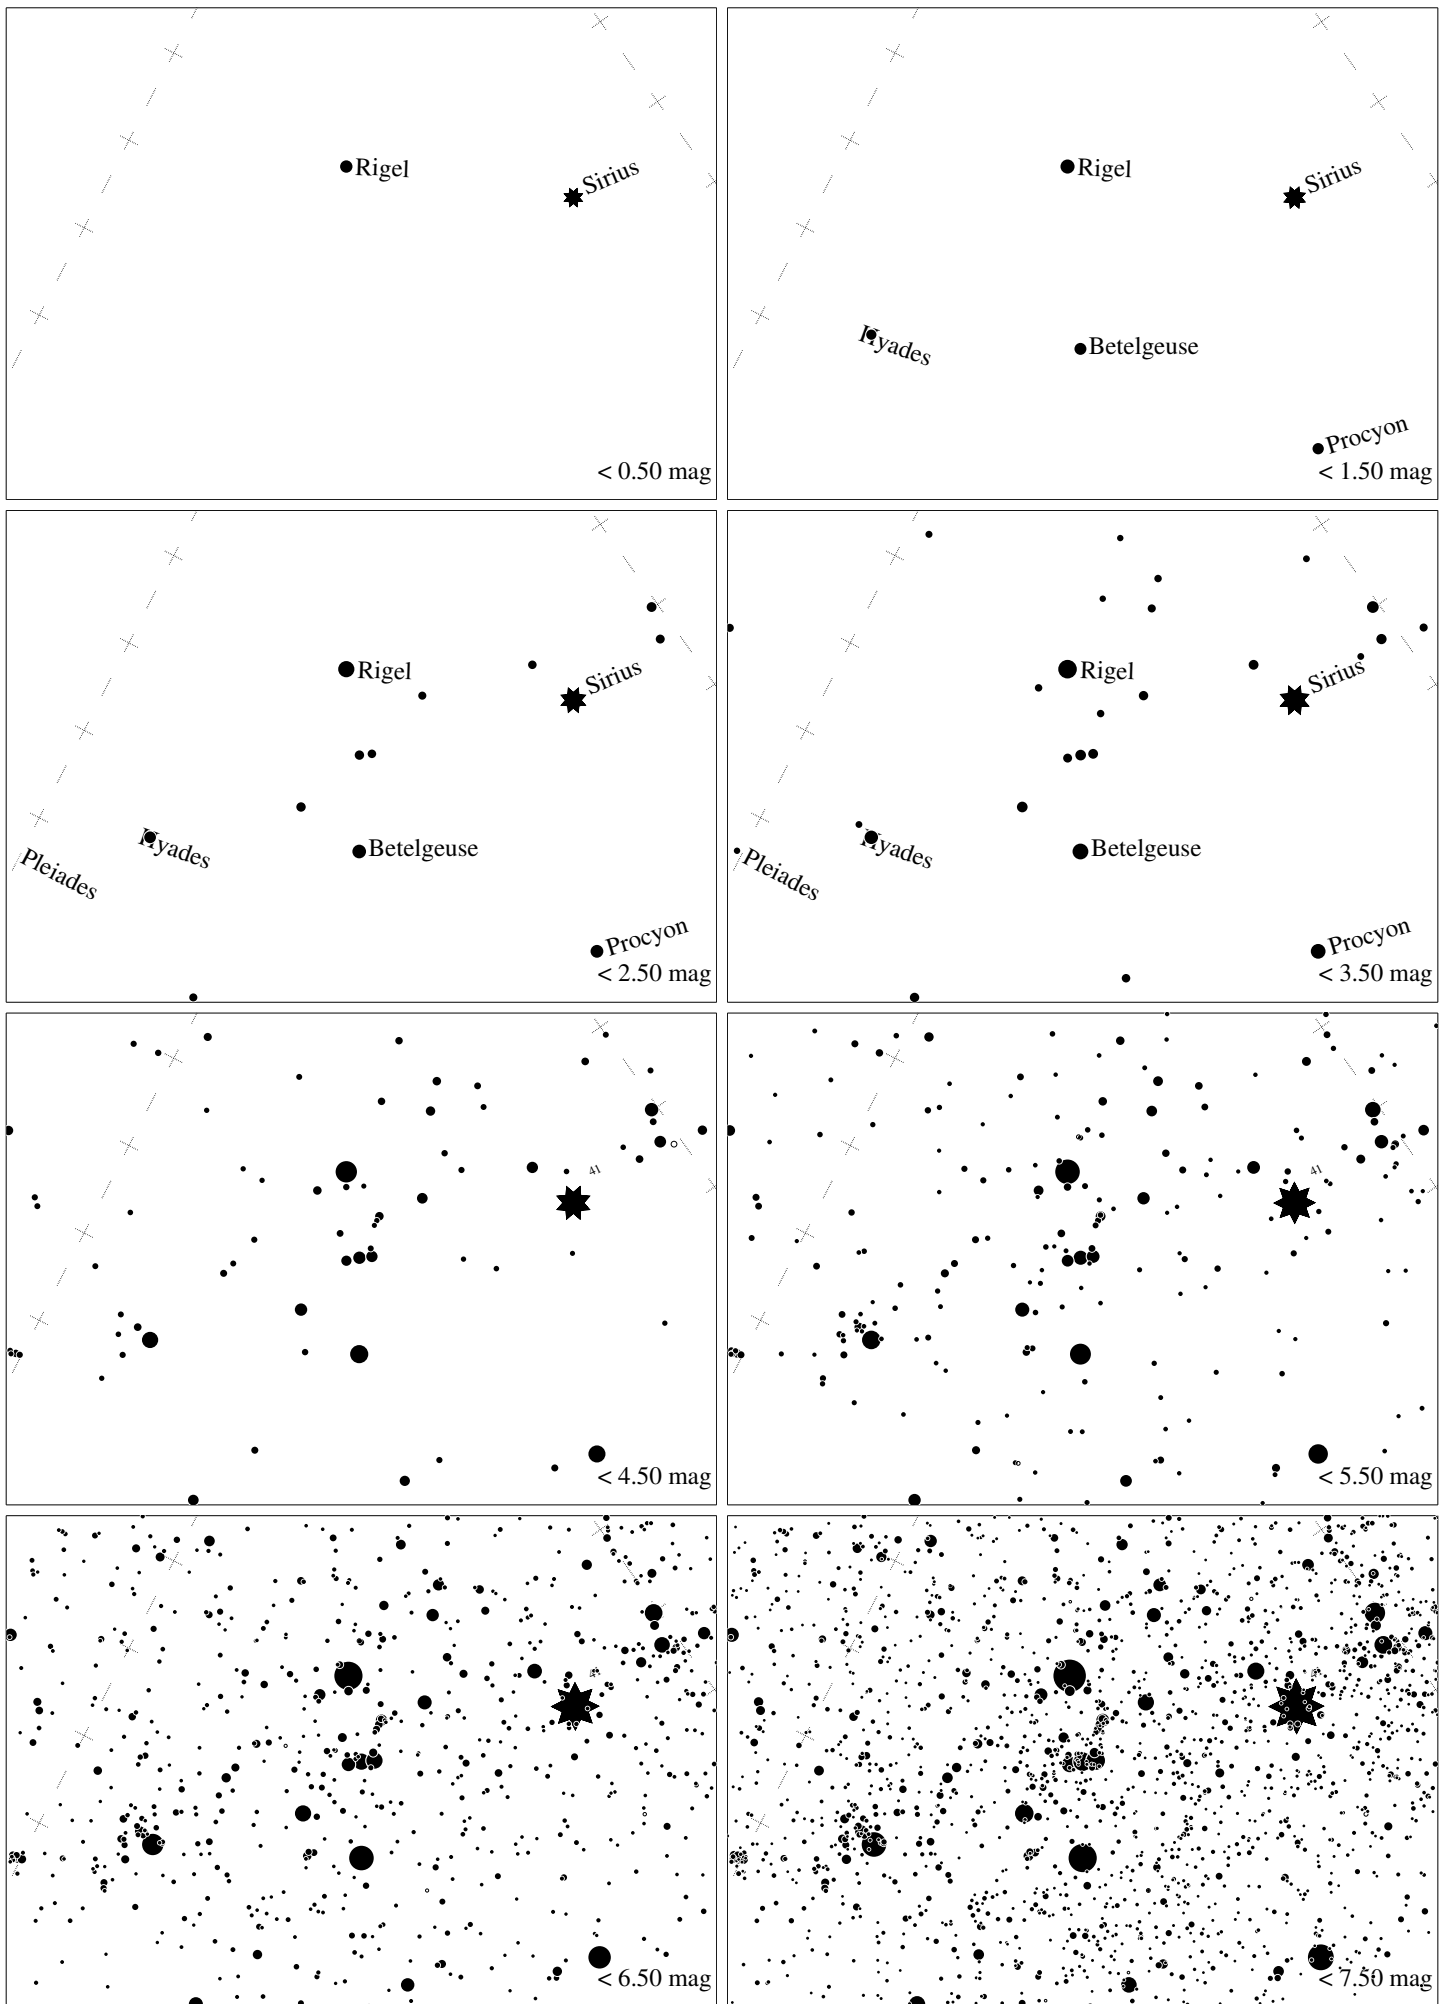 Rigel
Sirius
< 0.50 mag
Rigel
Sirius
Hyades
Betelgeuse
Procyon
< 1.50 mag
Rigel
Sirius
Hyades
Betelgeuse
Pleiades
Procyon
< 2.50 mag
Rigel
Sirius
Hyades
Betelgeuse
Pleiades
Procyon
< 3.50 mag
41
< 4.50 mag
41
< 5.50 mag
< 6.50 mag
< 7.50 mag